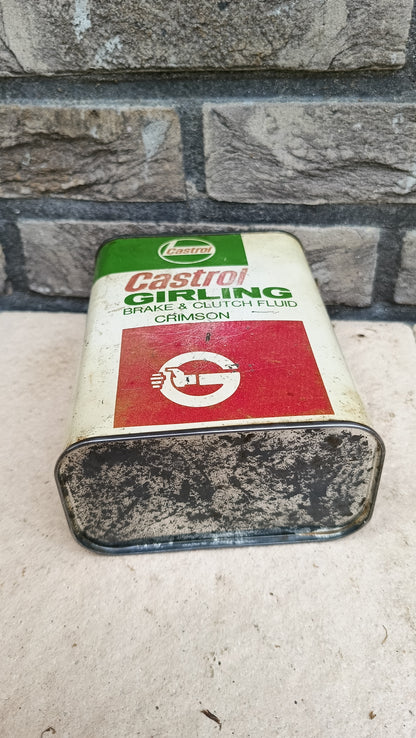 Castrol
Castrol
GIRLING
BRAKE & CLUTCH FLUID
CRIMSON